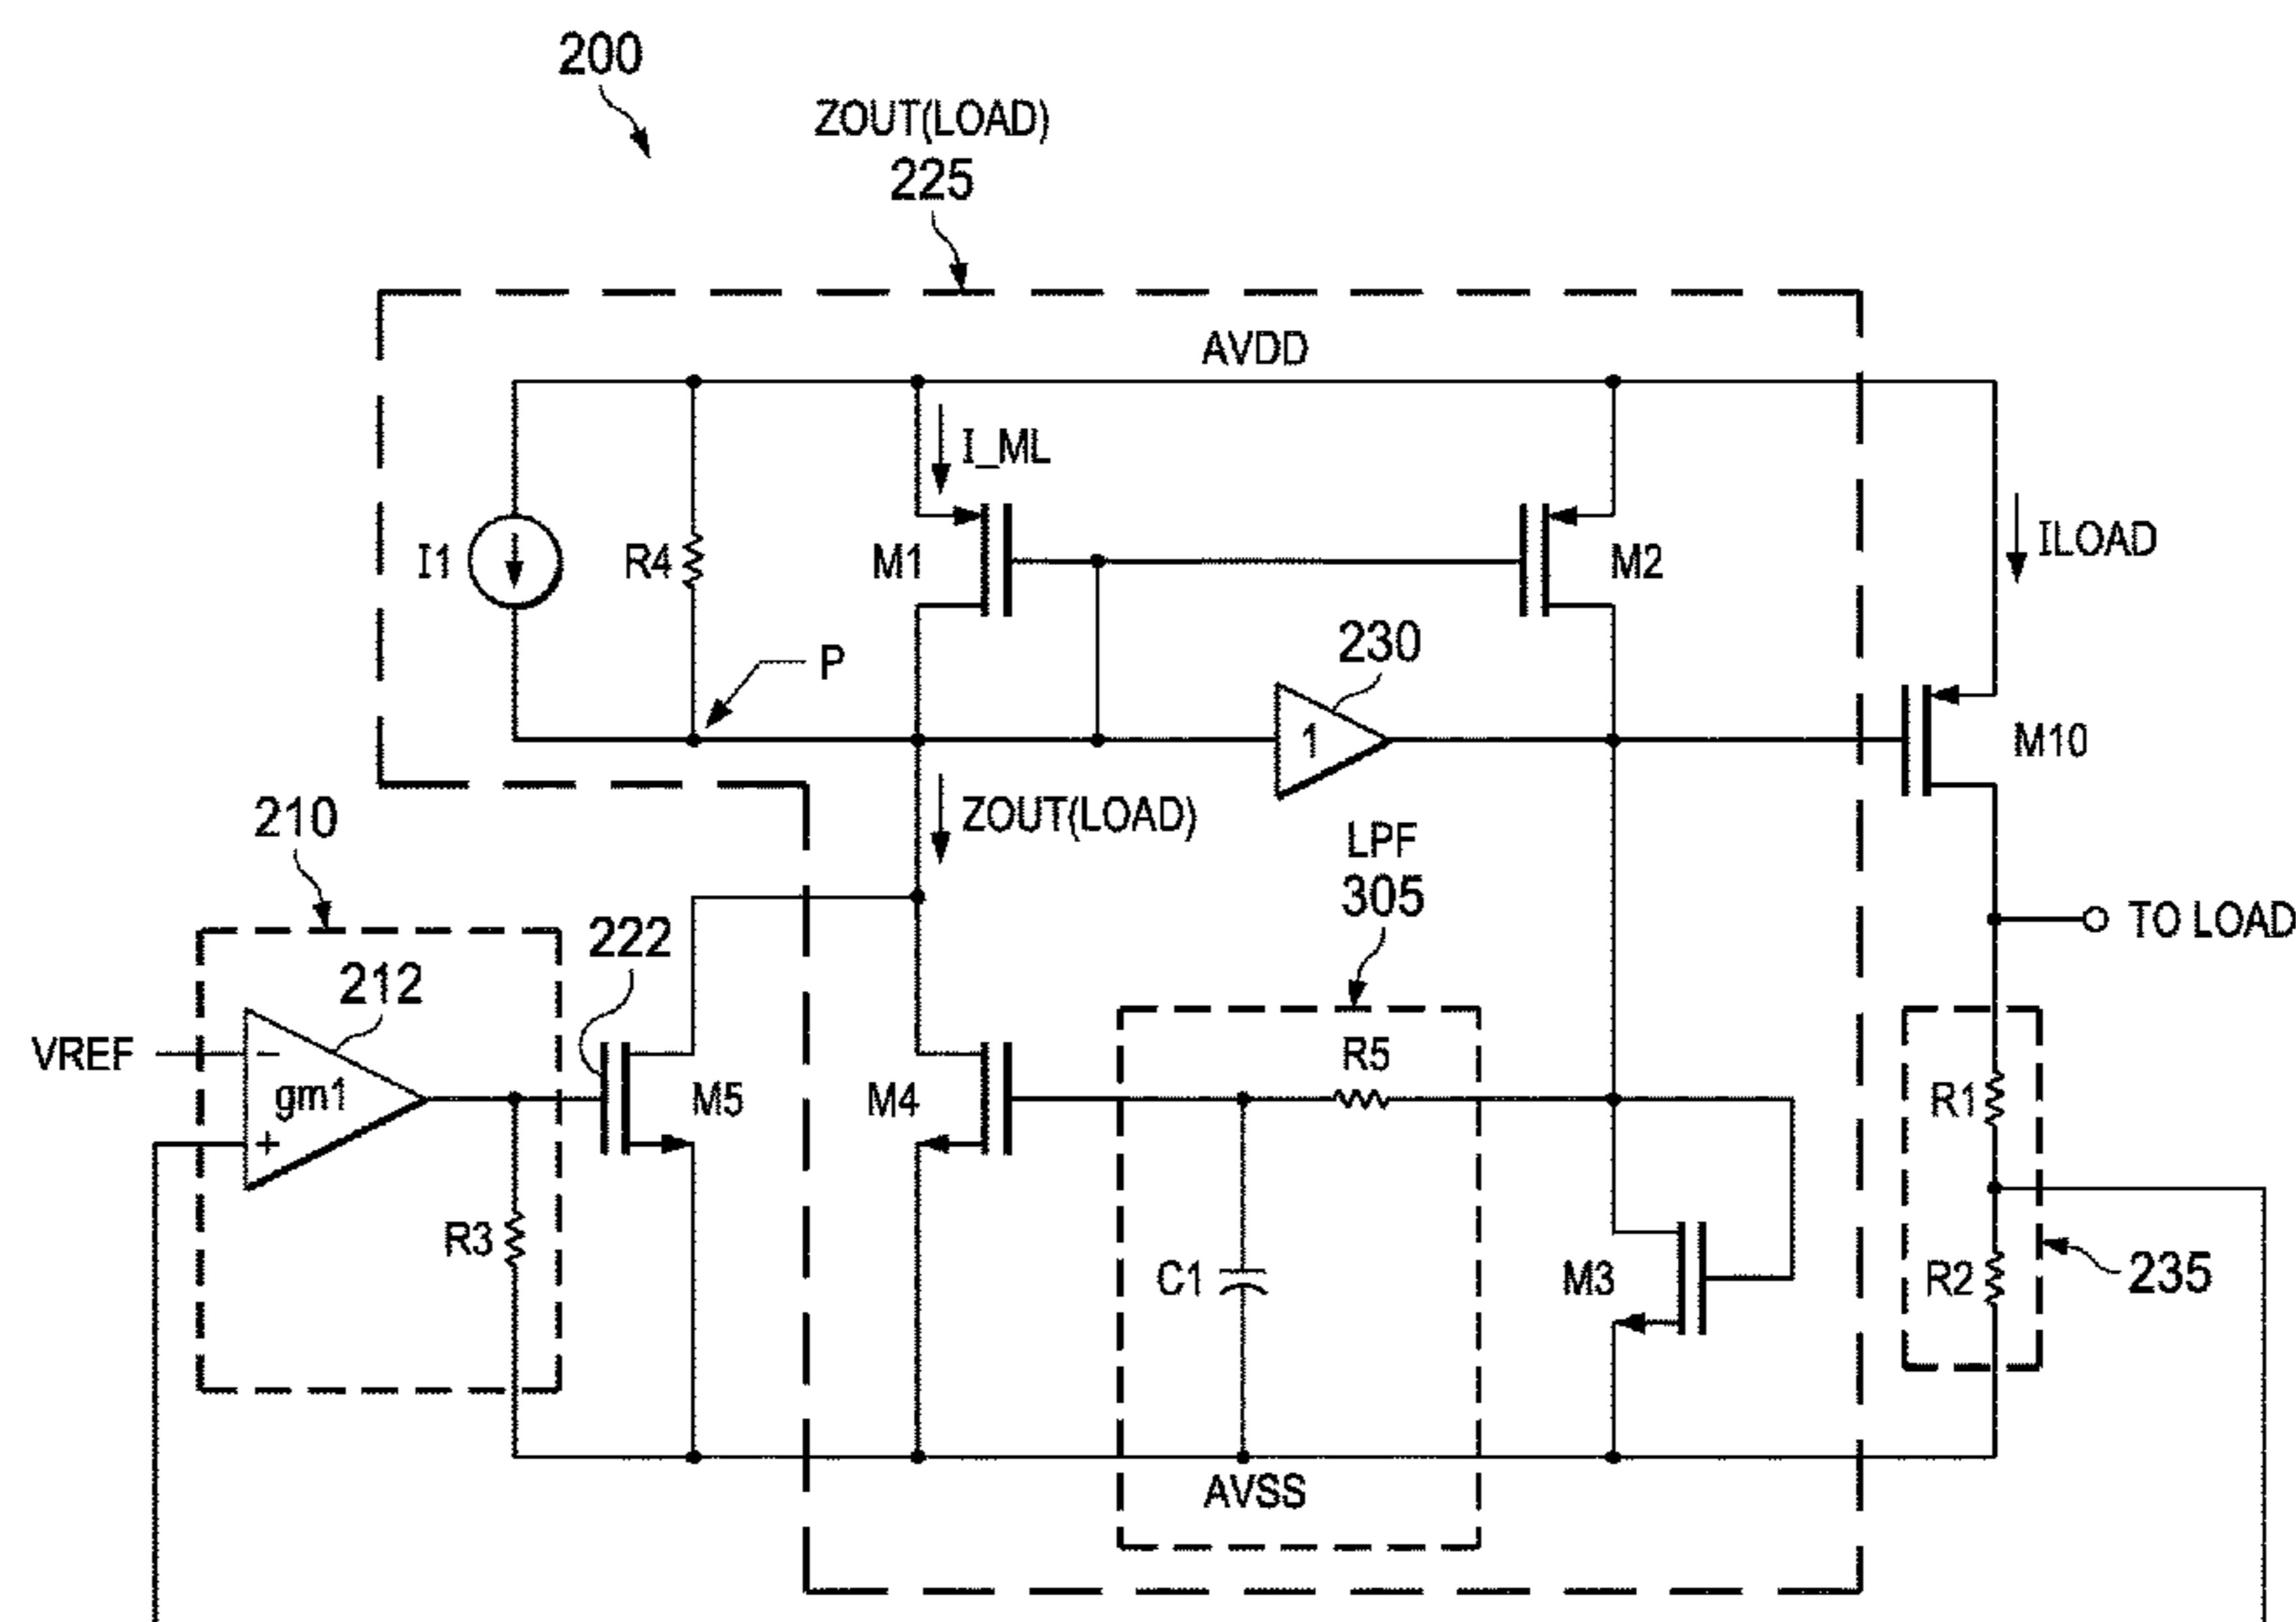 200
ZOUT(LOAD)
225
AVDD
I_ML
I1
R4
M1
M2
ILOAD
P
230
1
M10
210
ZOUT(LOAD)
LPF
305
TO LOAD
222
212
VREF
−
gm1
+
M5
M4
R5
R1
R3
C1
M3
R2
235
AVSS